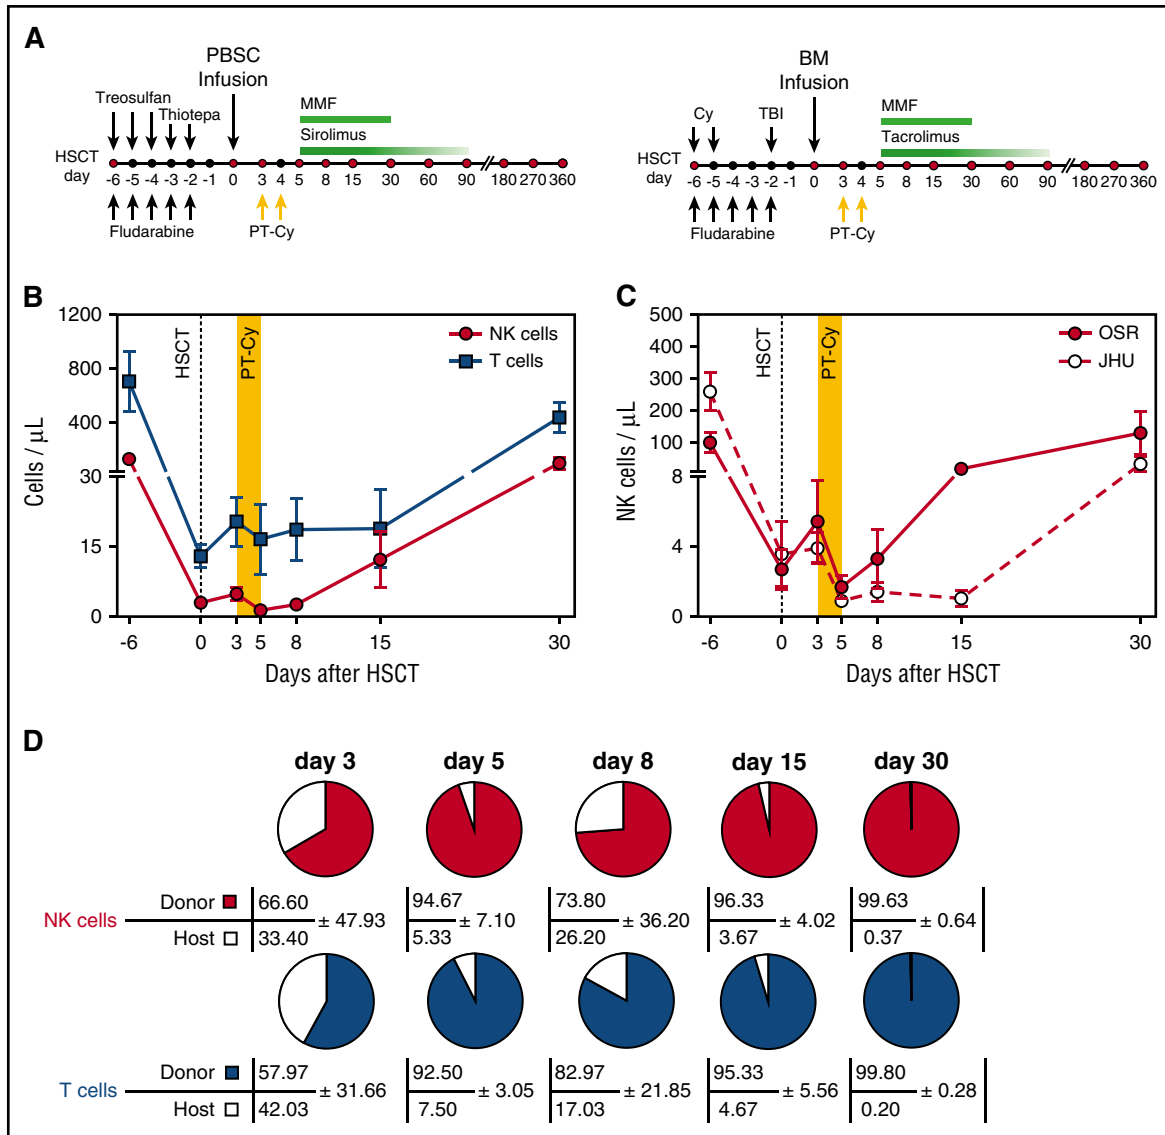 A
PBSC
Infusion
Treosulfan
Thiotepa
MMF
Sirolimus
HSCT
day
-6 -5 -4 -3 -2 -1 0 3 4 5 8 15 30 60 90 180 270 360
Fludarabine
PT-Cy
BM
Infusion
Cy
TBI
MMF
Tacrolimus
HSCT
day
-6 -5 -4 -3 -2 -1 0 3 4 5 8 15 30 60 90 180 270 360
Fludarabine
PT-Cy
B
1200
800
400
30
15
0
Cells / µL
HSCT
PT-Cy
NK cells
T cells
-6 0 3 5 8 15 30
Days after HSCT
C
500
400
300
200
100
8
4
0
NK cells / µL
HSCT
PT-Cy
OSR
JHU
-6 0 3 5 8 15 30
Days after HSCT
D
day 3 day 5 day 8 day 15 day 30
Donor 66.60 94.67 73.80 96.33 99.63
NK cells ± 47.93 ± 7.10 ± 36.20 ± 4.02 ± 0.64
Host 33.40 5.33 26.20 3.67 0.37
Donor 57.97 92.50 82.97 95.33 99.80
T cells ± 31.66 ± 3.05 ± 21.85 ± 5.56 ± 0.28
Host 42.03 7.50 17.03 4.67 0.20